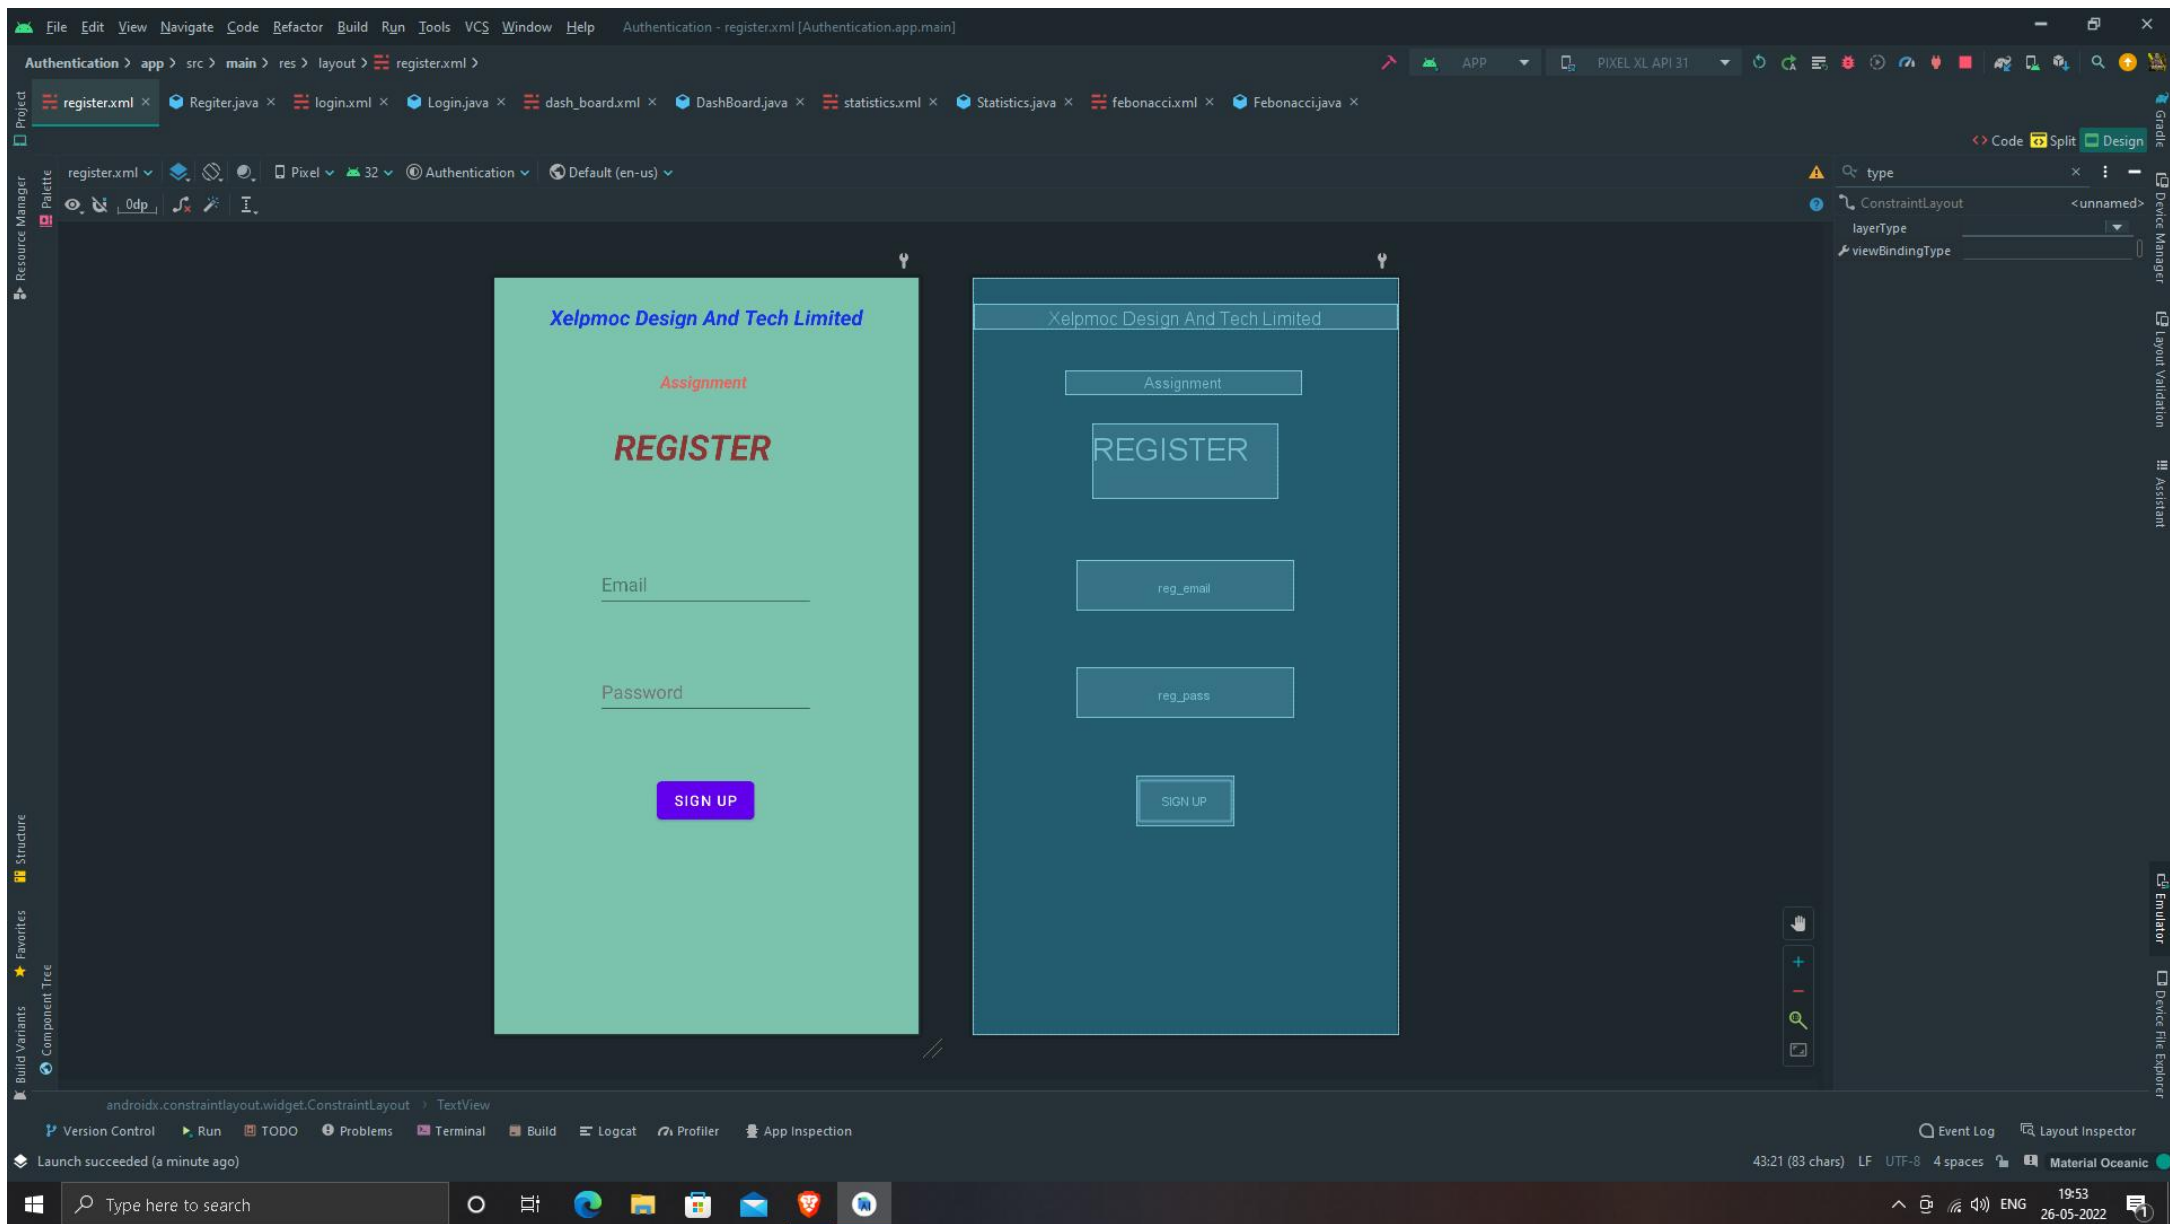 File Edit View Navigate Code Refactor Build Run Tools VCS Window Help Authentication - register.xml [Authentication.app.main]
Authentication > app > src > main > res > layout > register.xml > APP PIXEL XL API 31
register.xml × Regiter.java × login.xml × Login.java × dash_board.xml × DashBoard.java × statistics.xml × Statistics.java × febonacci.xml × Febonacci.java ×
Code Split Design
register.xml Pixel 32 Authentication Default (en-us)
type
0dp
ConstraintLayout <unnamed>
layerType
viewBindingType
Xelpmoc Design And Tech Limited
Assignment
REGISTER
Email
Password
SIGN UP
Xelpmoc Design And Tech Limited
Assignment
REGISTER
reg_email
reg_pass
SIGN UP
Project
Resource Manager
Palette
Structure
Favorites
Build Variants
Component Tree
Gradle
Device Manager
Layout Validation
Assistant
Emulator
Device File Explorer
androidx.constraintlayout.widget.ConstraintLayout > TextView
Version Control Run TODO Problems Terminal Build Logcat Profiler App Inspection Event Log Layout Inspector
Launch succeeded (a minute ago) 43:21 (83 chars) LF UTF-8 4 spaces Material Oceanic
Type here to search ENG 19:53
26-05-2022